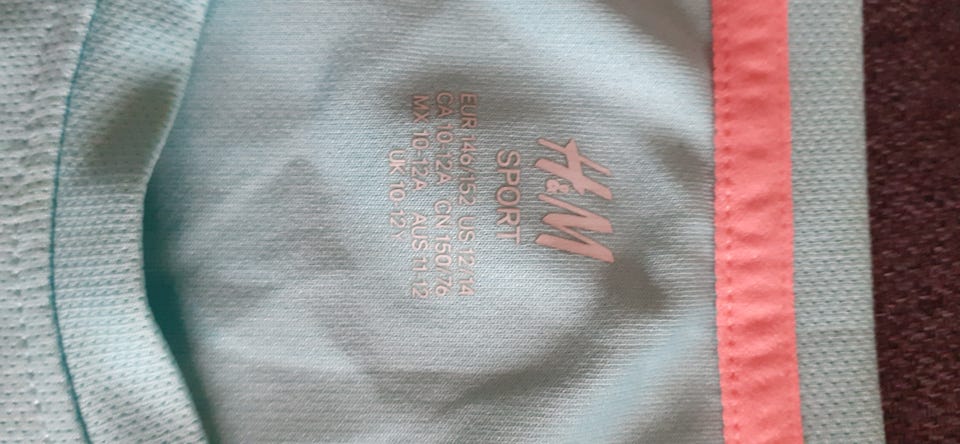 H&M
SPORT
EUR 146/152 US 12/14
CA 10-12A CN 150/76
MX 10-12A AUS 11-12
UK 10-12 Y